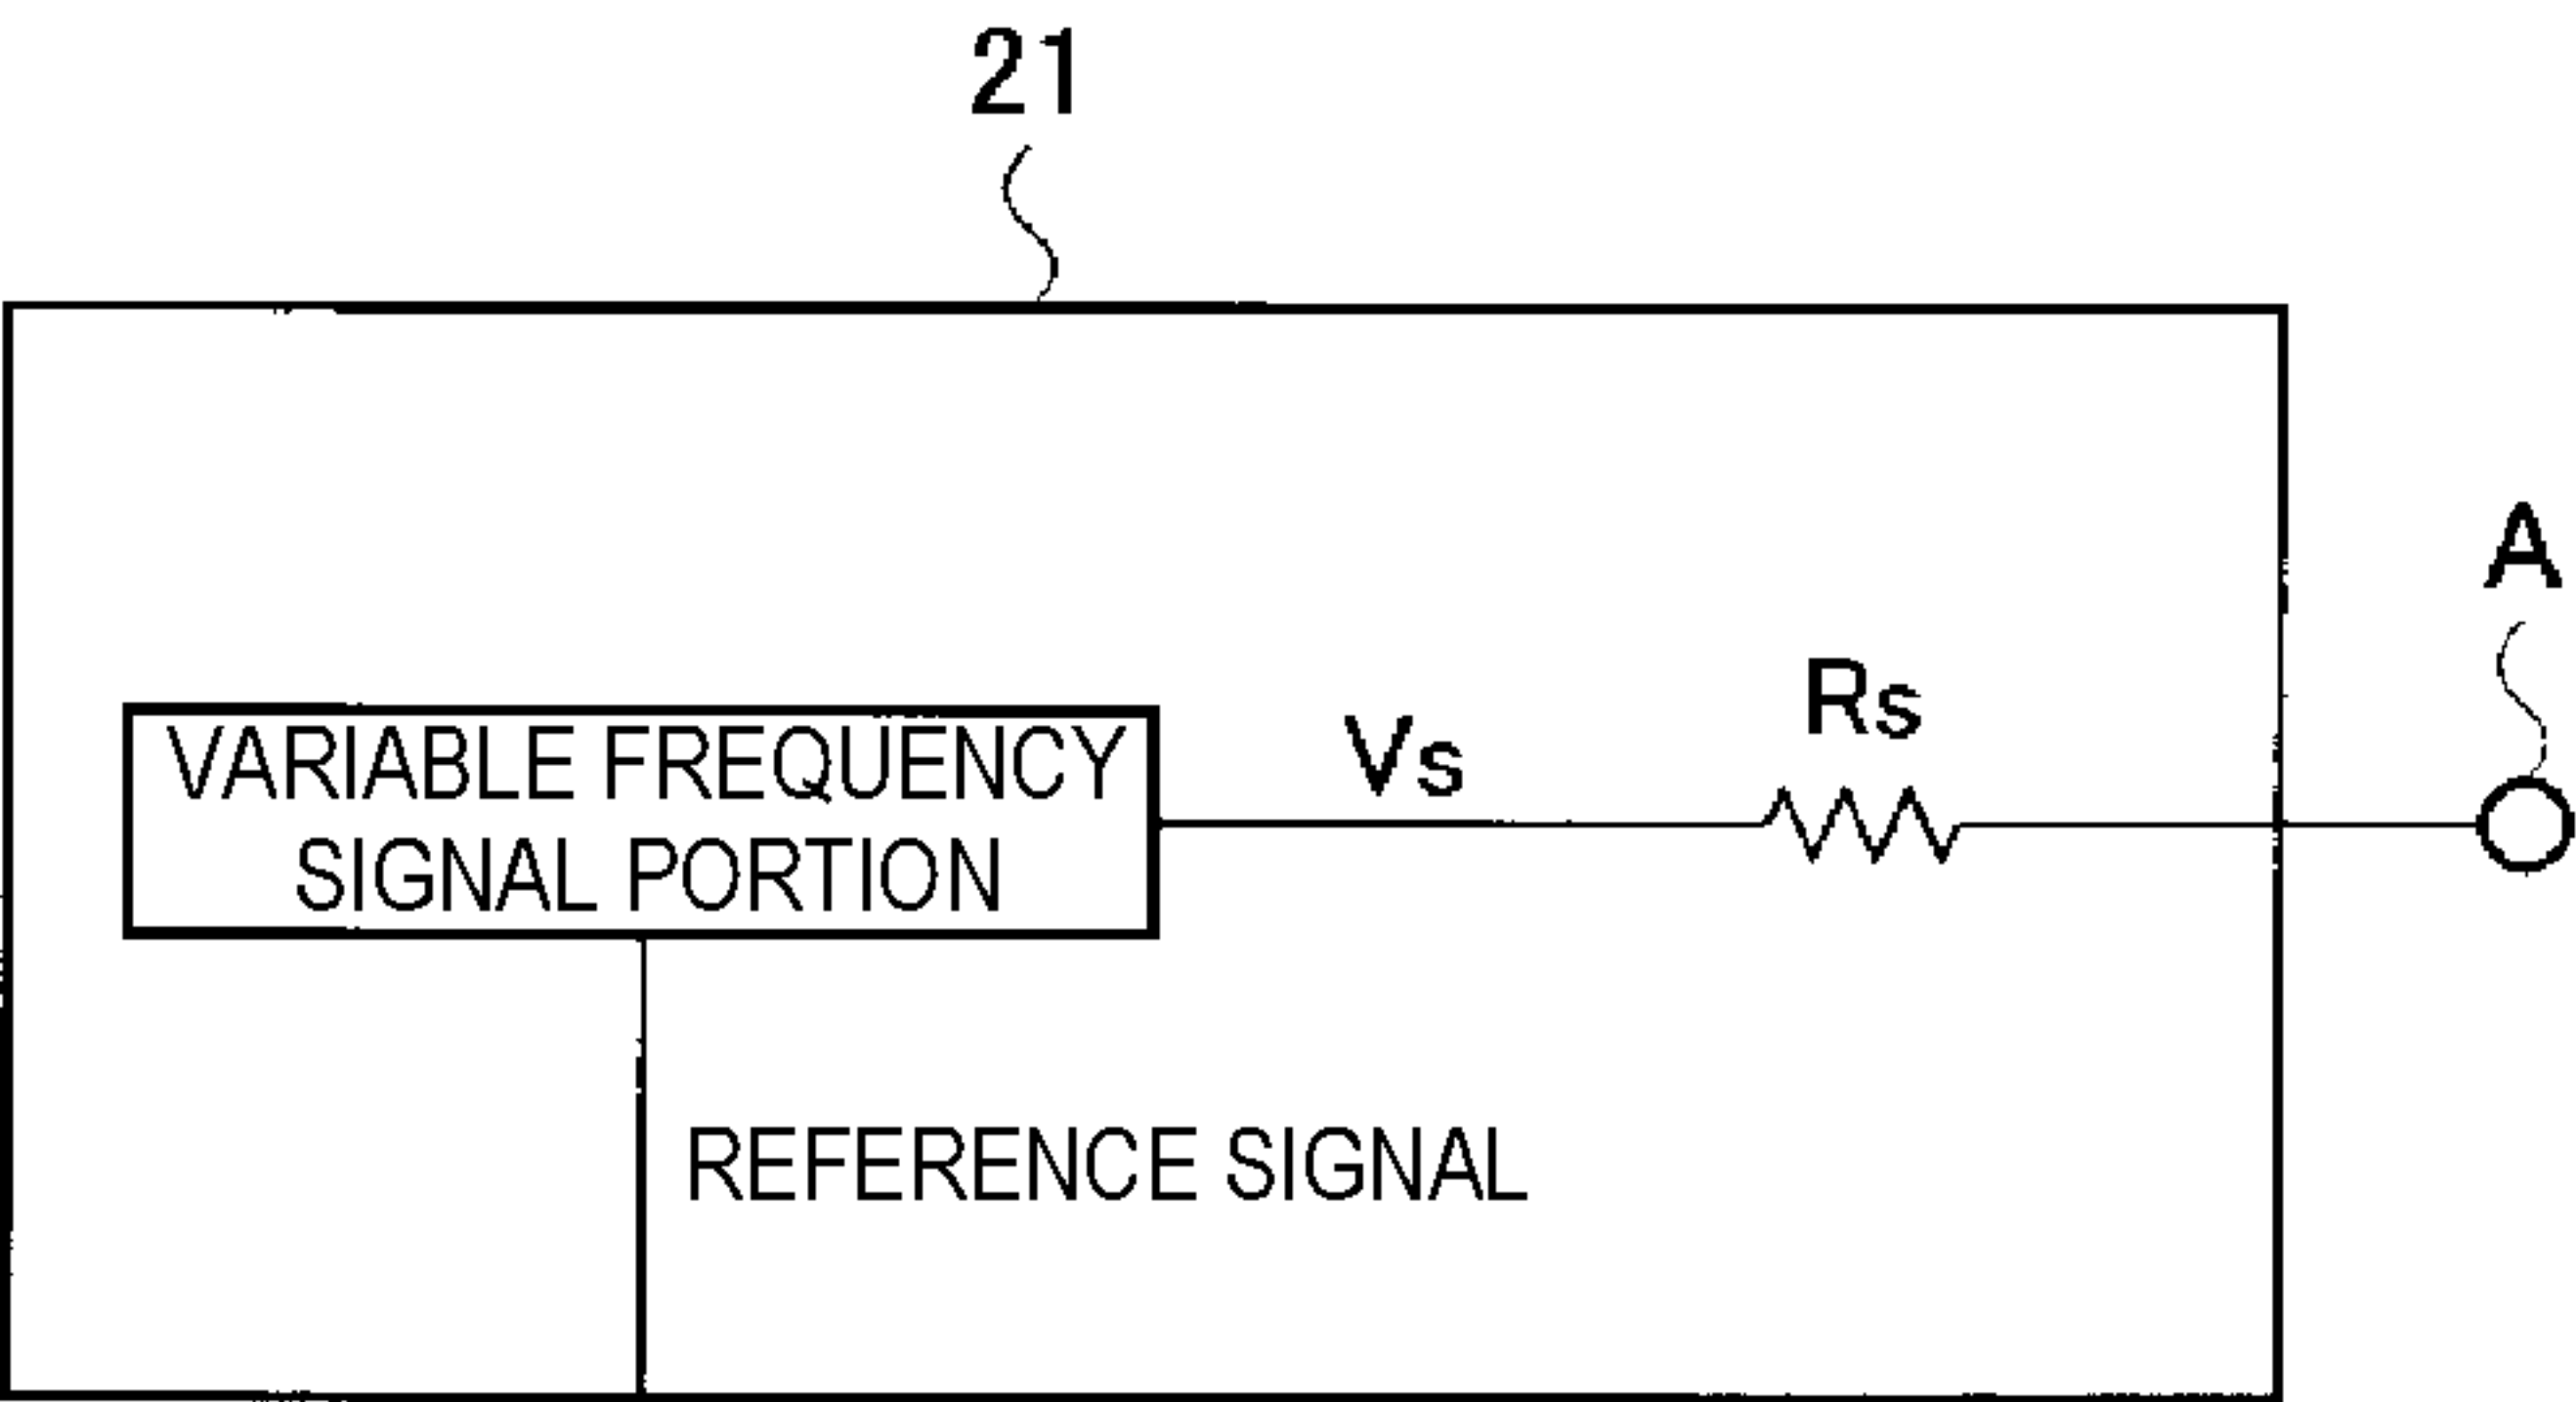 21
A
Rs
Vs
VARIABLE FREQUENCY
SIGNAL PORTION
REFERENCE SIGNAL